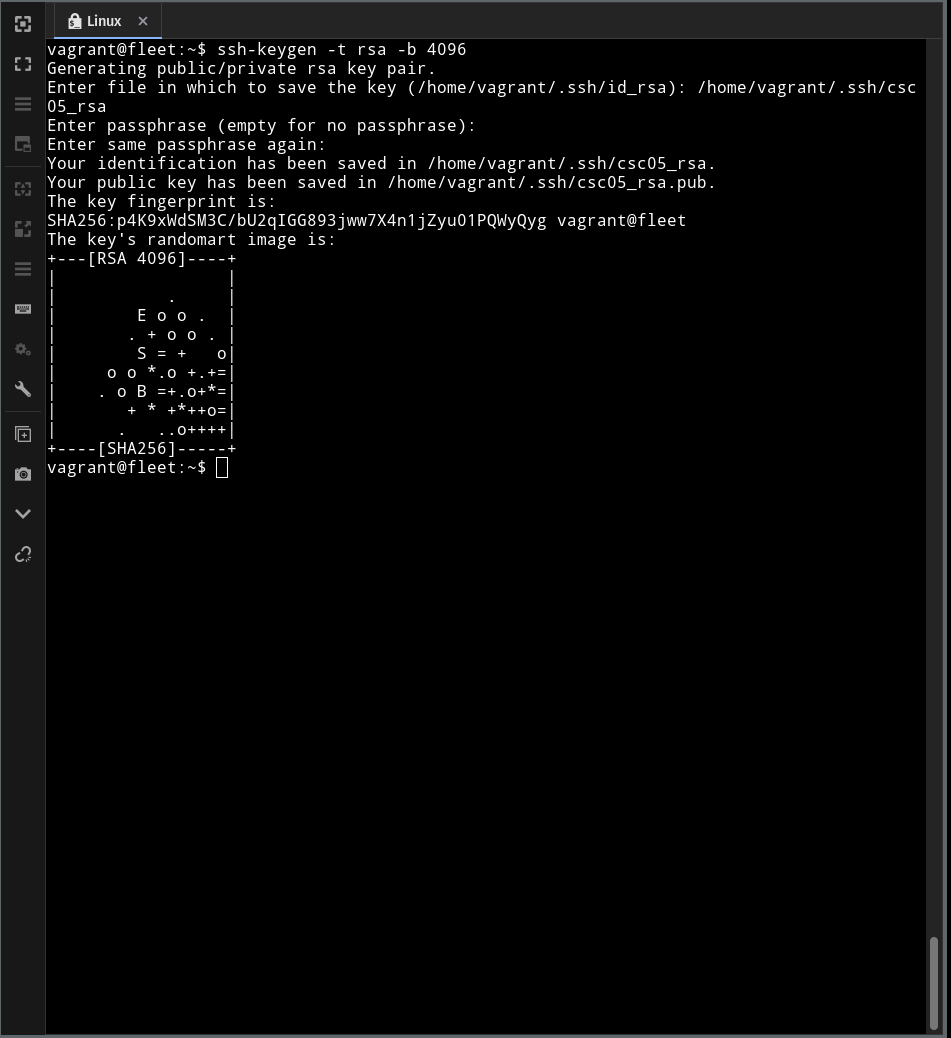 Linux
vagrant@fleet:~$ ssh-keygen -t rsa -b 4096
Generating public/private rsa key pair.
Enter file in which to save the key (/home/vagrant/.ssh/id_rsa): /home/vagrant/.ssh/csc
05_rsa
Enter passphrase (empty for no passphrase):
Enter same passphrase again:
Your identification has been saved in /home/vagrant/.ssh/csc05_rsa.
Your public key has been saved in /home/vagrant/.ssh/csc05_rsa.pub.
The key fingerprint is:
SHA256:p4K9xWdSM3C/bU2qIGG893jww7X4n1jZyu01PQWyQyg vagrant@fleet
The key's randomart image is:
+---[RSA 4096]----+
|                 |
|           .     |
|        E o o .  |
|       . + o o . |
|        S = +   o|
|     o o *.o +.+=|
|    . o B =+.o+*=|
|       + * +*++o=|
|      .   ..o++++|
+----[SHA256]-----+
vagrant@fleet:~$